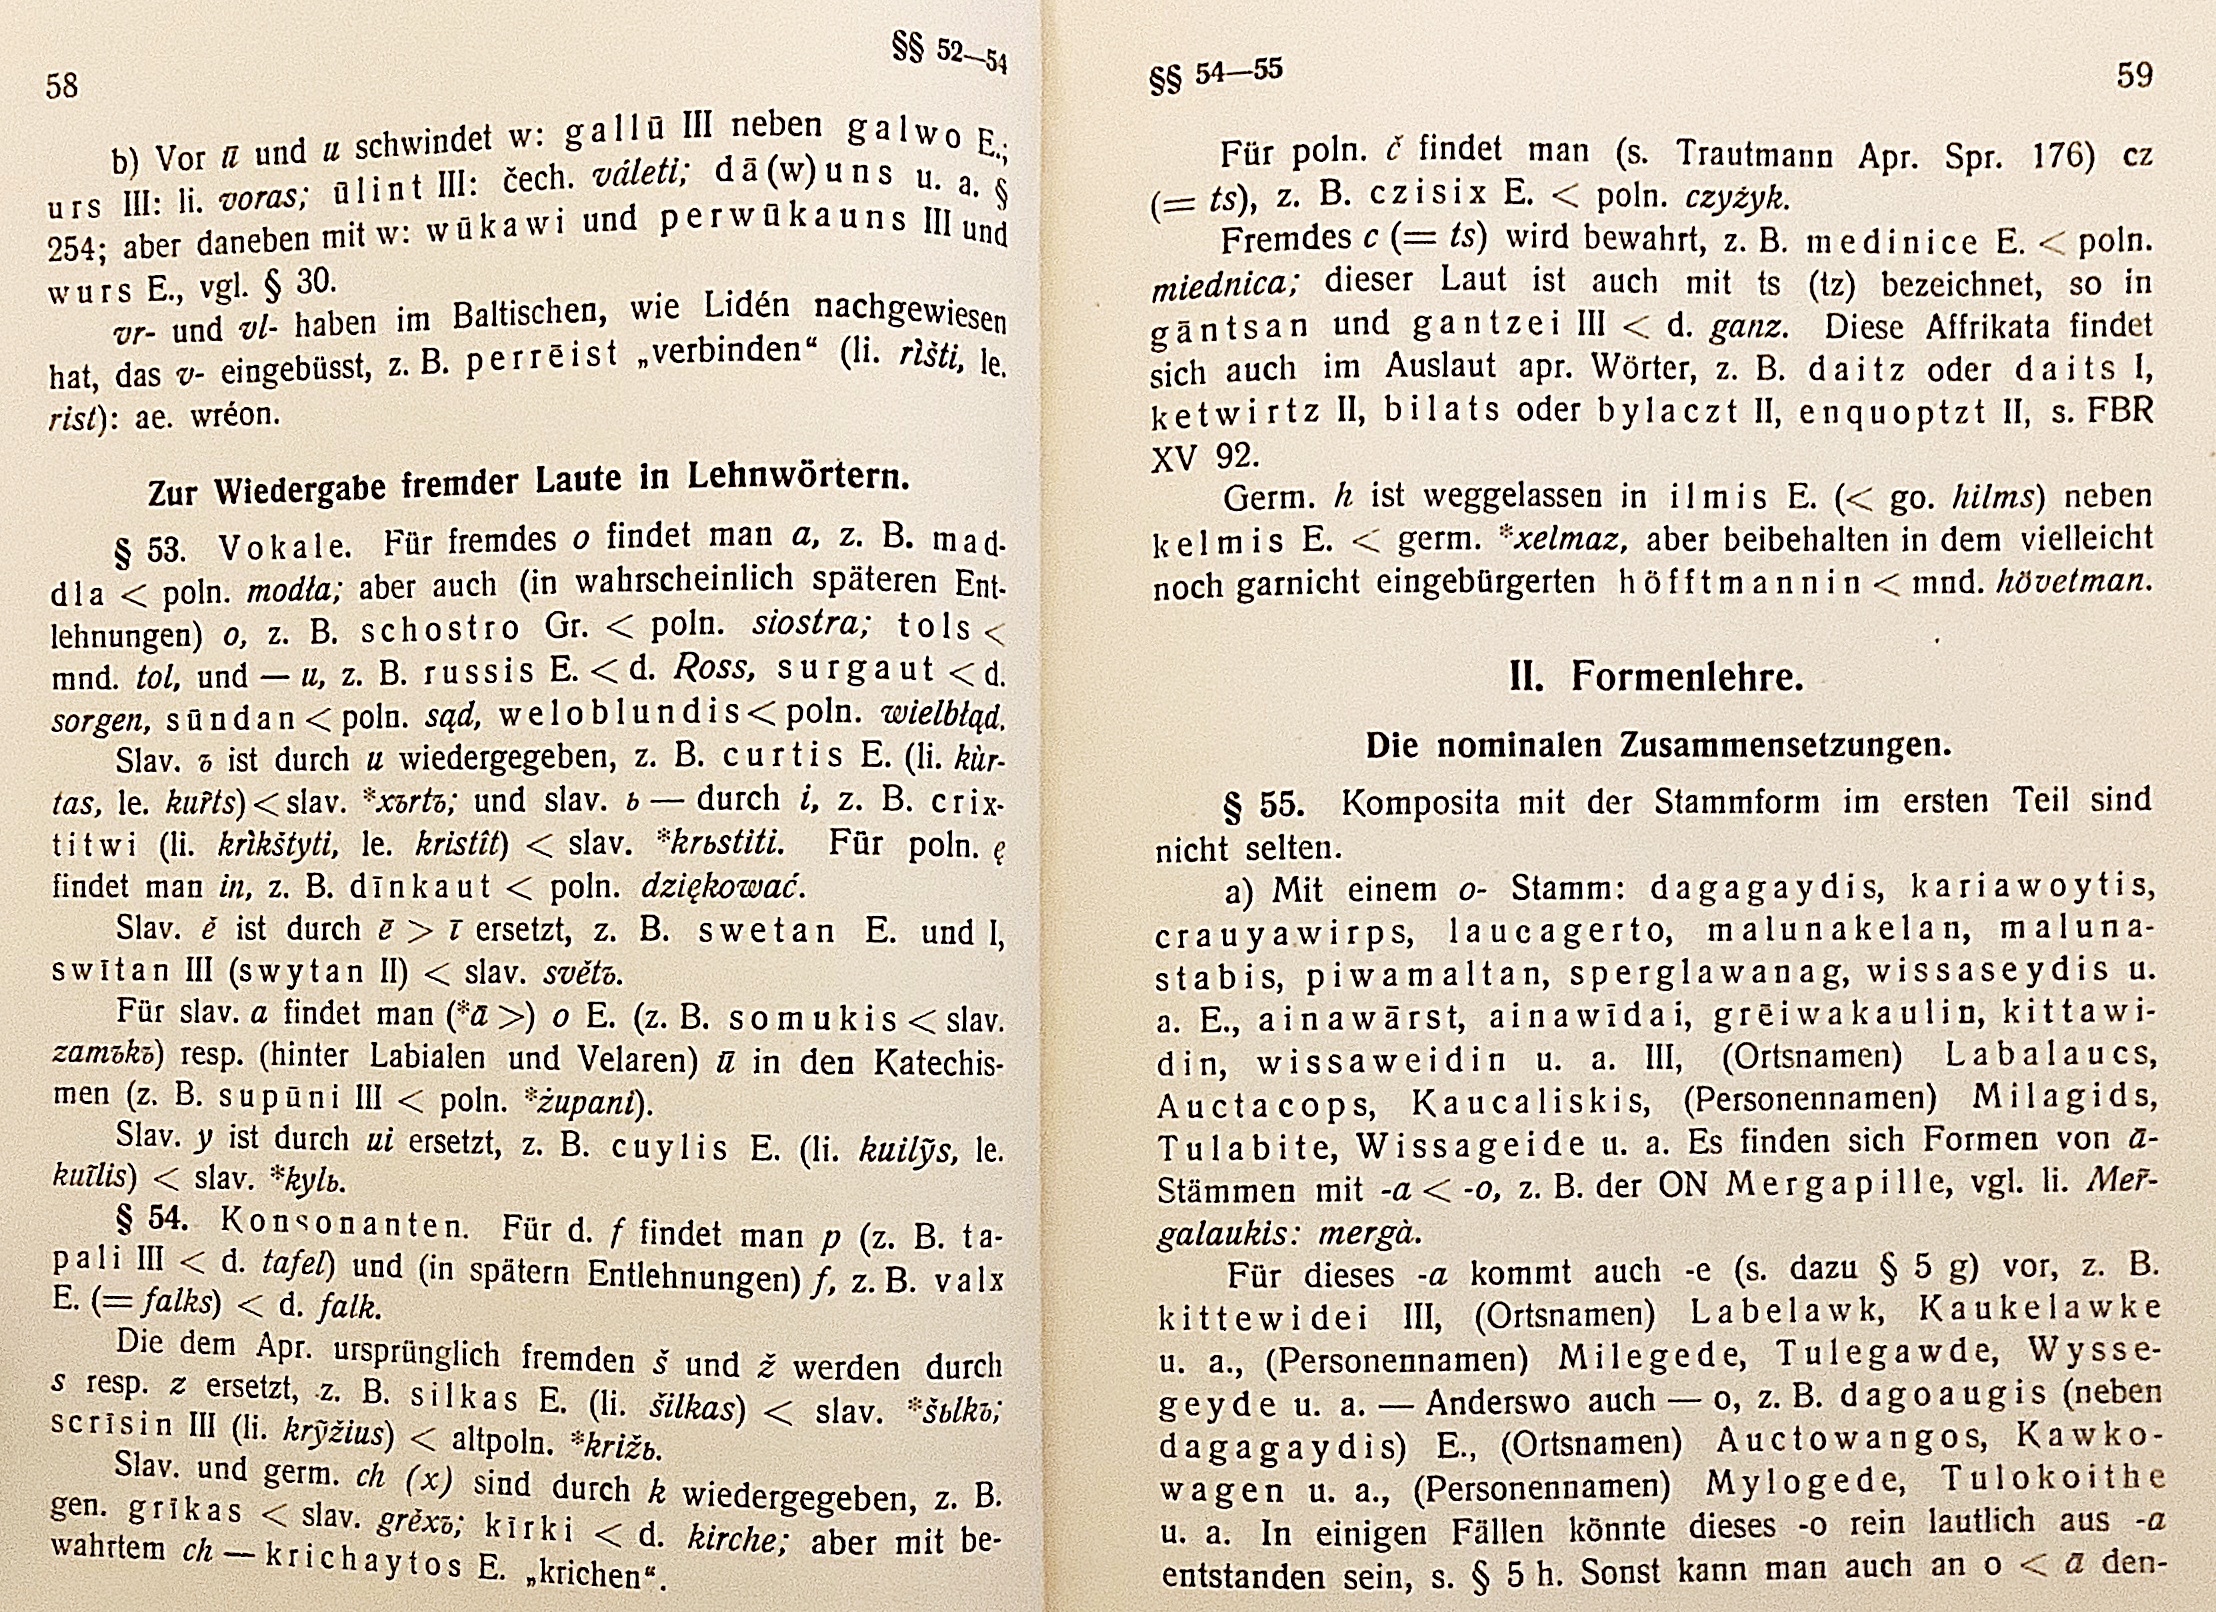 58
§§ 52—54
b) Vor ū und u schwindet w: gallū III neben galwo E.;
urs III: li. voras; ūlint III: čech. váleti; dā(w)uns u. a. §
254; aber daneben mit w: wūkawi und perwūkauns III und
wurs E., vgl. § 30.
vr- und vl- haben im Baltischen, wie Lidén nachgewiesen
hat, das v- eingebüsst, z. B. perrēist „verbinden“ (li. rìšti, le.
rist): ae. wréon.
Zur Wiedergabe fremder Laute in Lehnwörtern.
§ 53. Vokale. Für fremdes o findet man a, z. B. mad-
dla < poln. modła; aber auch (in wahrscheinlich späteren Ent-
lehnungen) o, z. B. schostro Gr. < poln. siostra; tols <
mnd. tol, und — u, z. B. russis E. < d. Ross, surgaut < d.
sorgen, sūndan < poln. sąd, weloblundis < poln. wielbłąd.
Slav. ъ ist durch u wiedergegeben, z. B. curtis E. (li. kùr-
tas, le. kur̃ts) < slav. *xъrtъ; und slav. ь — durch i, z. B. crix-
titwi (li. krìkštyti, le. kristît) < slav. *krьstiti. Für poln. ę
findet man in, z. B. dīnkaut < poln. dziękować.
Slav. ě ist durch ē > ī ersetzt, z. B. swetan E. und I,
swītan III (swytan II) < slav. světъ.
Für slav. a findet man (*ā >) o E. (z. B. somukis < slav.
zamъkъ) resp. (hinter Labialen und Velaren) ū in den Katechis-
men (z. B. supūni III < poln. *župani).
Slav. y ist durch ui ersetzt, z. B. cuylis E. (li. kuilỹs, le.
kuĩlis) < slav. *kylь.
§ 54. Konsonanten. Für d. f findet man p (z. B. ta-
pali III < d. tafel) und (in spätern Entlehnungen) f, z. B. valx
E. (= falks) < d. falk.
Die dem Apr. ursprünglich fremden š und ž werden durch
s resp. z ersetzt, z. B. silkas E. (li. šilkas) < slav. *šьlkъ;
scrīsin III (li. krỹžius) < altpoln. *križь.
Slav. und germ. ch (x) sind durch k wiedergegeben, z. B.
gen. grīkas < slav. grěxъ; kīrki < d. kirche; aber mit be-
wahrtem ch — krichaytos E. „krichen“.
§§ 54—55
59
Für poln. č findet man (s. Trautmann Apr. Spr. 176) cz
(= ts), z. B. czisix E. < poln. czyżyk.
Fremdes c (= ts) wird bewahrt, z. B. medinice E. < poln.
miednica; dieser Laut ist auch mit ts (tz) bezeichnet, so in
gāntsan und gantzei III < d. ganz. Diese Affrikata findet
sich auch im Auslaut apr. Wörter, z. B. daitz oder daits I,
ketwirtz II, bilats oder bylaczt II, enquoptzt II, s. FBR
XV 92.
Germ. h ist weggelassen in ilmis E. (< go. hilms) neben
kelmis E. < germ. *xelmaz, aber beibehalten in dem vielleicht
noch garnicht eingebürgerten höfftmannin < mnd. hövetman.
II. Formenlehre.
Die nominalen Zusammensetzungen.
§ 55. Komposita mit der Stammform im ersten Teil sind
nicht selten.
a) Mit einem o- Stamm: dagagaydis, kariawoytis,
crauyawirps, laucagerto, malunakelan, maluna-
stabis, piwamaltan, sperglawanag, wissaseydis u.
a. E., ainawārst, ainawīdai, grēiwakaulin, kittawi-
din, wissaweidin u. a. III, (Ortsnamen) Labalaucs,
Auctacops, Kaucaliskis, (Personennamen) Milagids,
Tulabite, Wissageide u. a. Es finden sich Formen von ā-
Stämmen mit -a < -o, z. B. der ON Mergapille, vgl. li. Mer̃-
galaukis: mergà.
Für dieses -a kommt auch -e (s. dazu § 5 g) vor, z. B.
kittewidei III, (Ortsnamen) Labelawk, Kaukelawke
u. a., (Personennamen) Milegede, Tulegawde, Wysse-
geyde u. a. — Anderswo auch — o, z. B. dagoaugis (neben
dagagaydis) E., (Ortsnamen) Auctowangos, Kawko-
wagen u. a., (Personennamen) Mylogede, Tulokoithe
u. a. In einigen Fällen könnte dieses -o rein lautlich aus -a
entstanden sein, s. § 5 h. Sonst kann man auch an o < ā den-